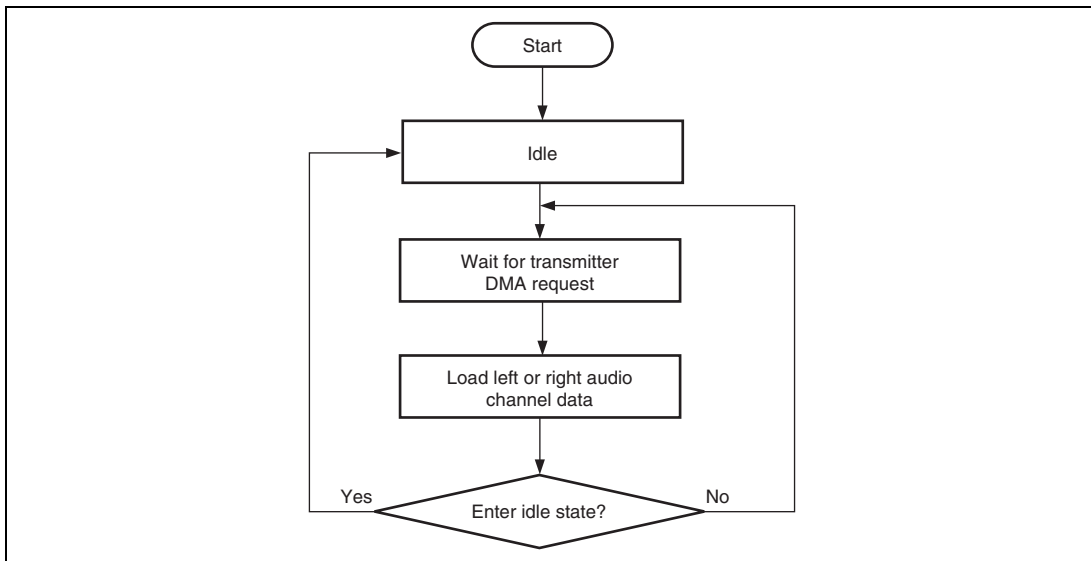 Start
Idle
Wait for transmitter
DMA request
Load left or right audio
channel data
Yes
Enter idle state?
No